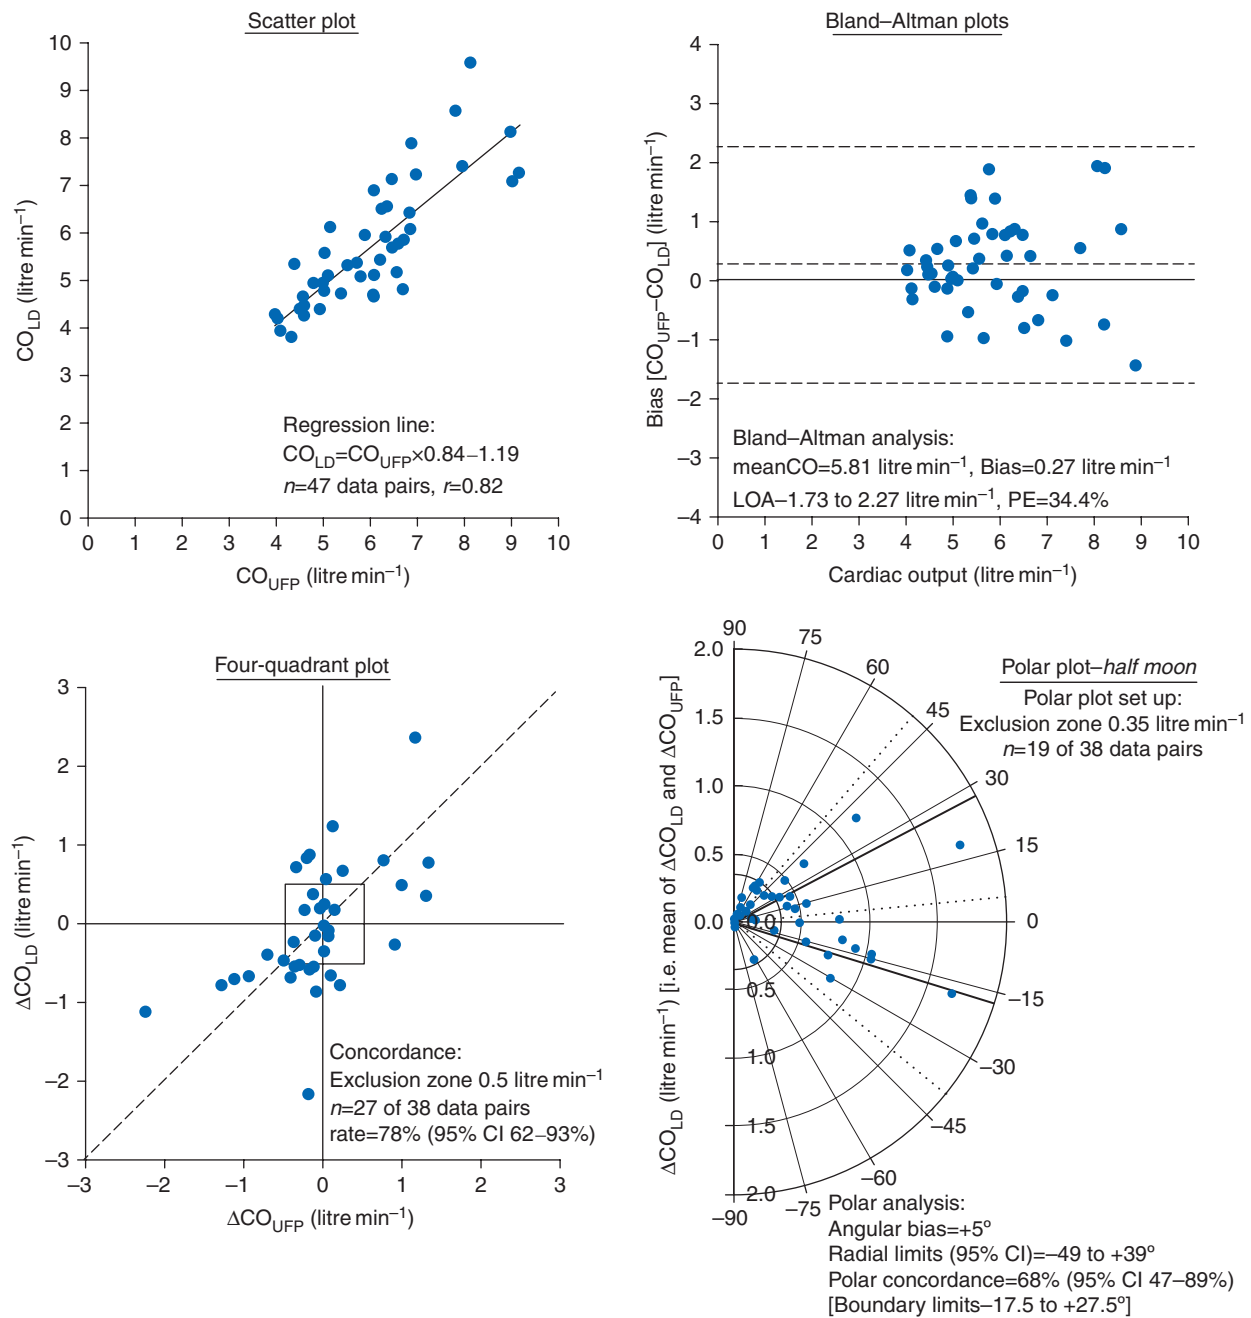 Scatter plot
10
9
8
7
6
5
4
3
2
1
0
0 1 2 3 4 5 6 7 8 9 10
CO_LD (litre min⁻¹)
CO_UFP (litre min⁻¹)
Regression line:
CO_LD=CO_UFP×0.84–1.19
n=47 data pairs, r=0.82
Bland–Altman plots
4
3
2
1
0
–1
–2
–3
–4
0 1 2 3 4 5 6 7 8 9 10
Bias [CO_UFP–CO_LD] (litre min⁻¹)
Cardiac output (litre min⁻¹)
Bland–Altman analysis:
meanCO=5.81 litre min⁻¹, Bias=0.27 litre min⁻¹
LOA–1.73 to 2.27 litre min⁻¹, PE=34.4%
Four-quadrant plot
3
2
1
0
–1
–2
–3
–3 –2 –1 0 1 2 3
ΔCO_LD (litre min⁻¹)
ΔCO_UFP (litre min⁻¹)
Concordance:
Exclusion zone 0.5 litre min⁻¹
n=27 of 38 data pairs
rate=78% (95% CI 62–93%)
Polar plot–half moon
Polar plot set up:
Exclusion zone 0.35 litre min⁻¹
n=19 of 38 data pairs
90
75
60
45
30
15
0
–15
–30
–45
–60
–75
–90
2.0
1.5
1.0
0.5
0.0
0.0
0.5
1.0
1.5
2.0
ΔCO_LD (litre min⁻¹) [i.e. mean of ΔCO_LD and ΔCO_UFP]
Polar analysis:
Angular bias=+5º
Radial limits (95% CI)=–49 to +39º
Polar concordance=68% (95% CI 47–89%)
[Boundary limits–17.5 to +27.5º]